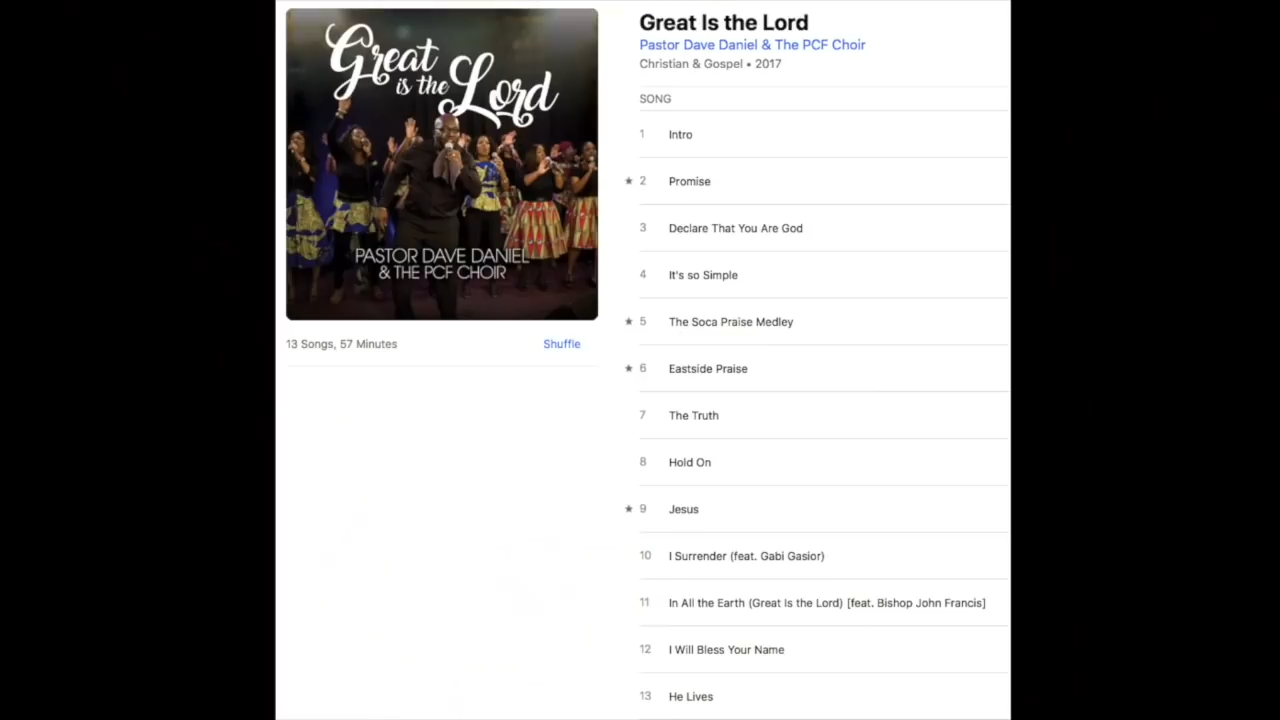 Great
is the Lord
PASTOR DAVE DANIEL
& THE PCF CHOIR
13 Songs, 57 Minutes
Shuffle
Great Is the Lord
Pastor Dave Daniel & The PCF Choir
Christian & Gospel • 2017
SONG
1 Intro
★ 2 Promise
3 Declare That You Are God
4 It's so Simple
★ 5 The Soca Praise Medley
★ 6 Eastside Praise
7 The Truth
8 Hold On
★ 9 Jesus
10 I Surrender (feat. Gabi Gasior)
11 In All the Earth (Great Is the Lord) [feat. Bishop John Francis]
12 I Will Bless Your Name
13 He Lives